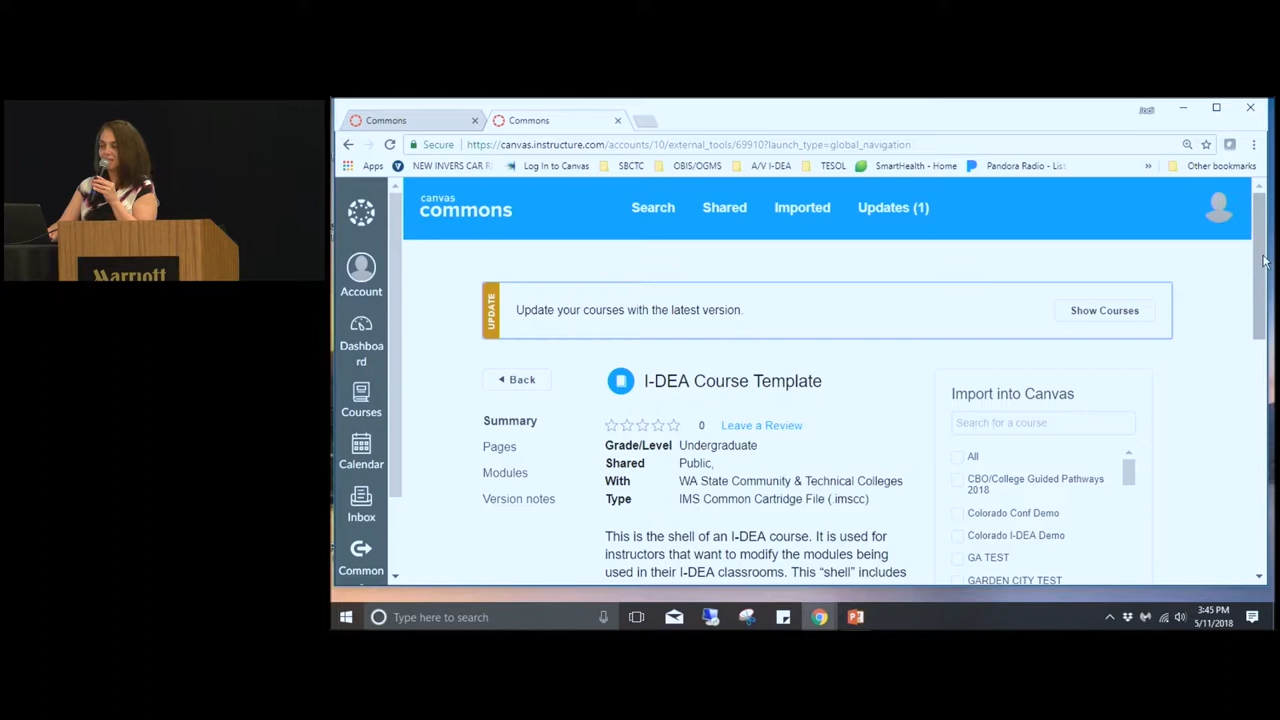 Marriott
Commons
Commons
Secure
https://canvas.instructure.com/accounts/10/external_tools/69910?launch_type=global_navigation
Apps
NEW INVERS CAR R
Log In to Canvas
SBCTC
OBIS/OGMS
A/V I-DEA
TESOL
SmartHealth - Home
Pandora Radio - List
»
Other bookmarks
canvas
commons
Search
Shared
Imported
Updates (1)
Account
Dashboa
rd
Courses
Calendar
Inbox
Common
UPDATE
Update your courses with the latest version.
Show Courses
Back
I-DEA Course Template
0
Leave a Review
Summary
Pages
Modules
Version notes
Grade/Level Undergraduate
Shared Public,
With WA State Community & Technical Colleges
Type IMS Common Cartridge File (.imscc)
This is the shell of an I-DEA course. It is used for
instructors that want to modify the modules being
used in their I-DEA classrooms. This “shell” includes
Import into Canvas
Search for a course
All
CBO/College Guided Pathways
2018
Colorado Conf Demo
Colorado I-DEA Demo
GA TEST
GARDEN CITY TEST
Type here to search
3:45 PM
5/11/2018